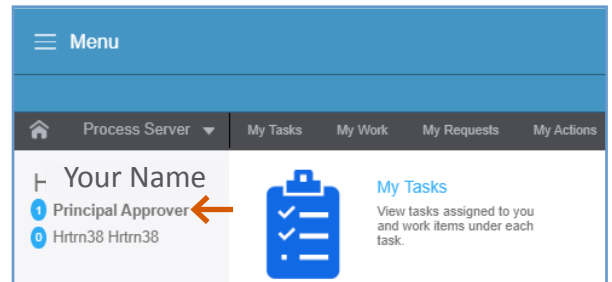 Menu
Process Server
My Tasks
My Work
My Requests
My Actions
H
Your Name
1 Principal Approver
0 Hrtrn38 Hrtrn38
My Tasks
View tasks assigned to you
and work items under each
task.